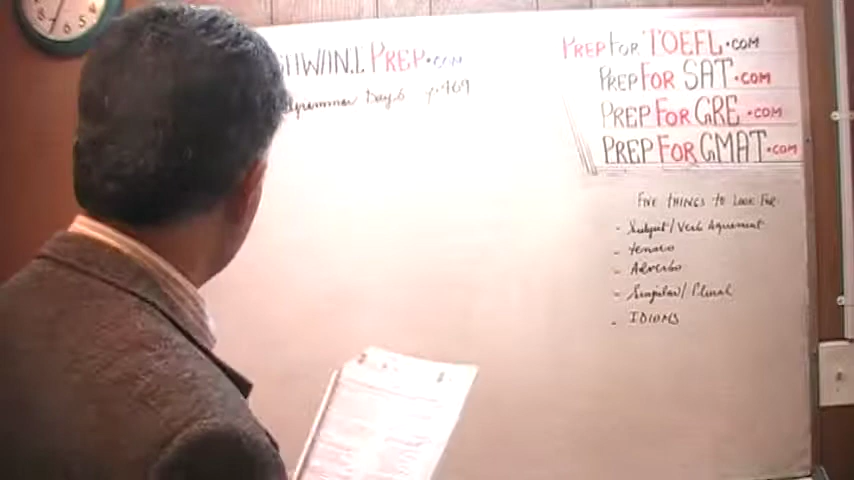 HWINI PREP.COM
grammar Day 6 p. 469
PREPFOR TOEFL.COM
PREPFOR SAT.COM
PREPFOR GRE.COM
PREPFOR GMAT.COM
FIVE THINGS TO LOOK FOR
- Subject/Verb Agreement
- Tenses
- Adverbs
- Singular/Plural
- IDIOMS